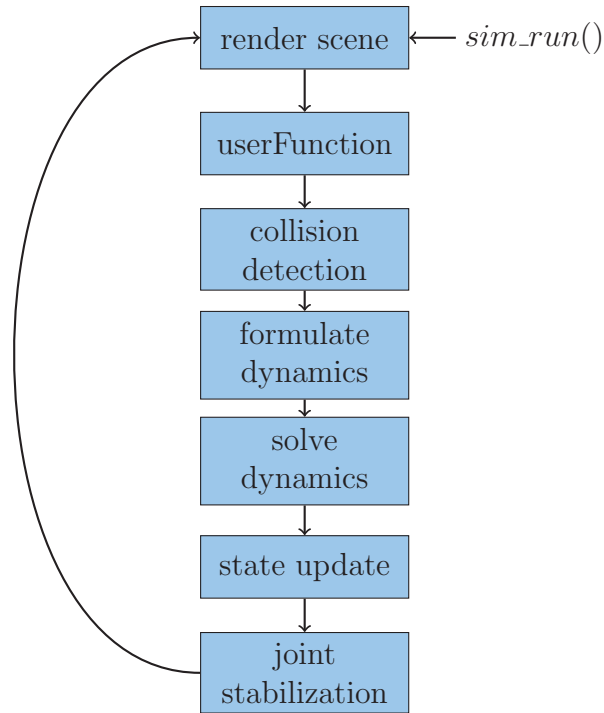 render scene
sim_run()
userFunction
collision
detection
formulate
dynamics
solve
dynamics
state update
joint
stabilization